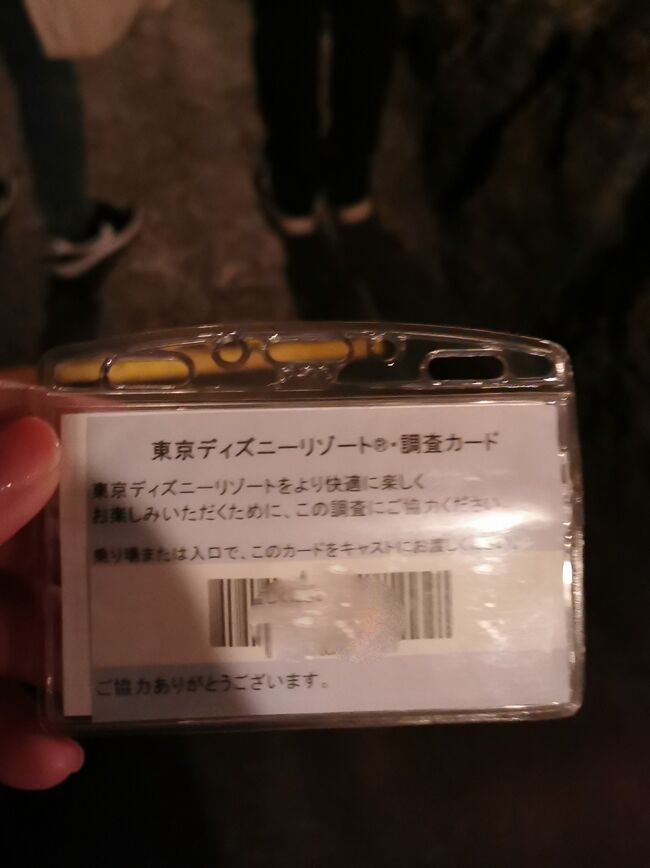 東京ディズニーリゾート®・調査カード
東京ディズニーリゾートをより快適に楽しく
お楽しみいただくために、この調査にご協力ください
乗り場または入口で、このカードをキャストにお渡しください。
ご協力ありがとうございます。